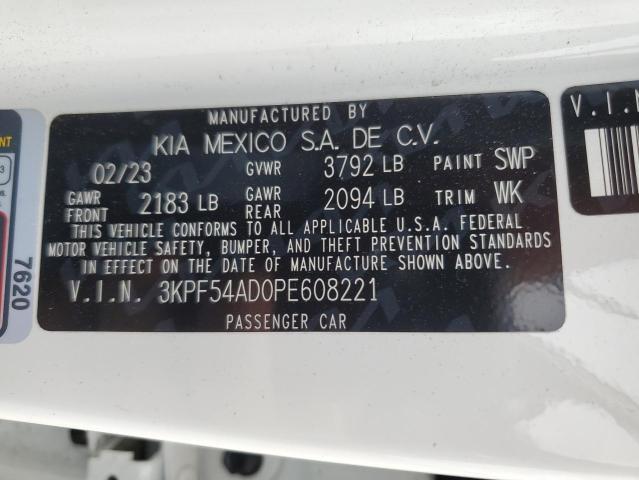 MANUFACTURED BY
KIA MEXICO S.A. DE C.V.
02/23 GVWR 3792 LB PAINT SWP
GAWR FRONT 2183 LB GAWR REAR 2094 LB TRIM WK
THIS VEHICLE CONFORMS TO ALL APPLICABLE U.S.A. FEDERAL
MOTOR VEHICLE SAFETY, BUMPER, AND THEFT PREVENTION STANDARDS
IN EFFECT ON THE DATE OF MANUFACTURE SHOWN ABOVE
V.I.N. 3KPF54AD0PE608221
PASSENGER CAR
7620
V.I.N